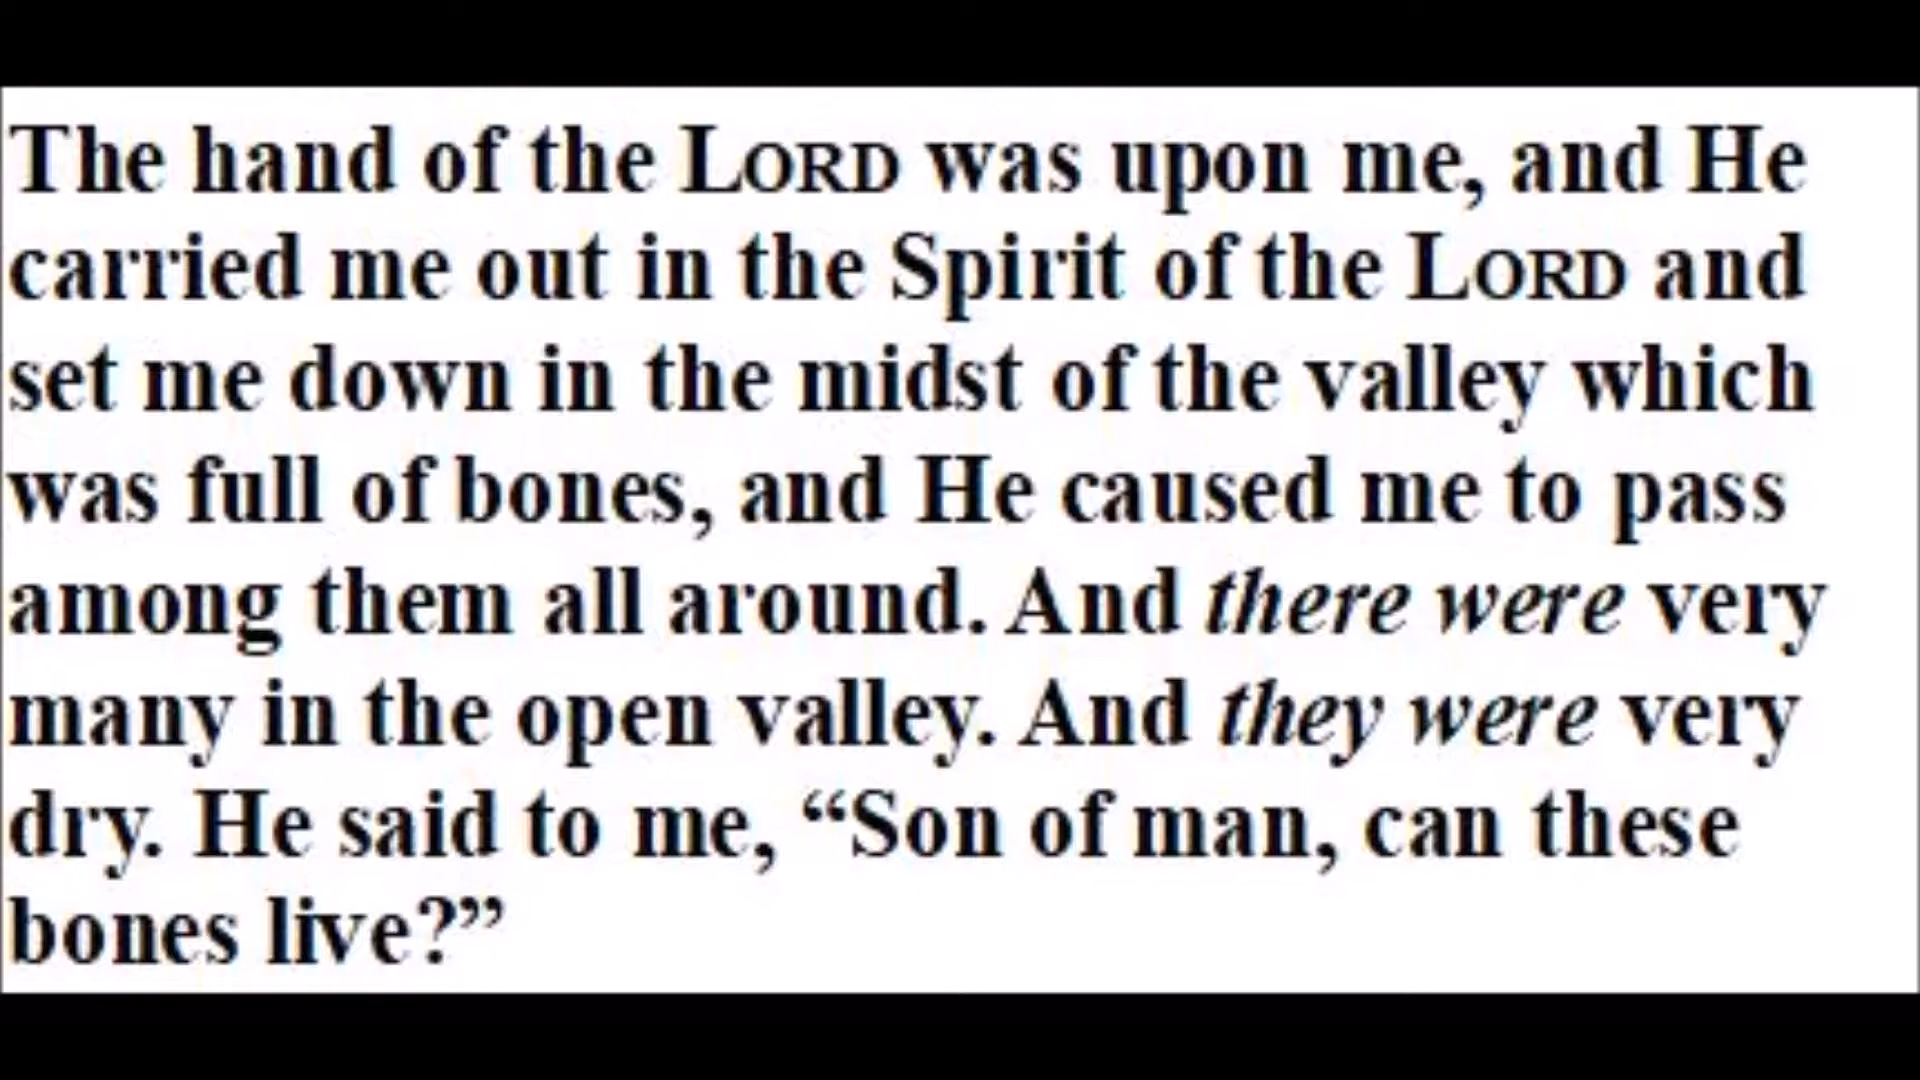 The hand of the LORD was upon me, and He
carried me out in the Spirit of the LORD and
set me down in the midst of the valley which
was full of bones, and He caused me to pass
among them all around. And there were very
many in the open valley. And they were very
dry. He said to me, “Son of man, can these
bones live?”